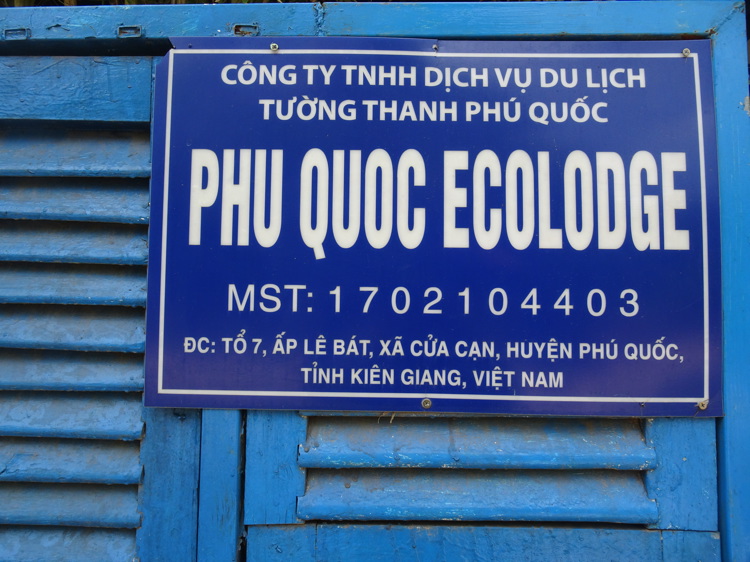 CÔNG TY TNHH DỊCH VỤ DU LỊCH
TƯỜNG THANH PHÚ QUỐC
PHU QUOC ECOLODGE
MST: 1702104403
ĐC: TỔ 7, ẤP LÊ BÁT, XÃ CỬA CẠN, HUYỆN PHÚ QUỐC,
TỈNH KIÊN GIANG, VIỆT NAM